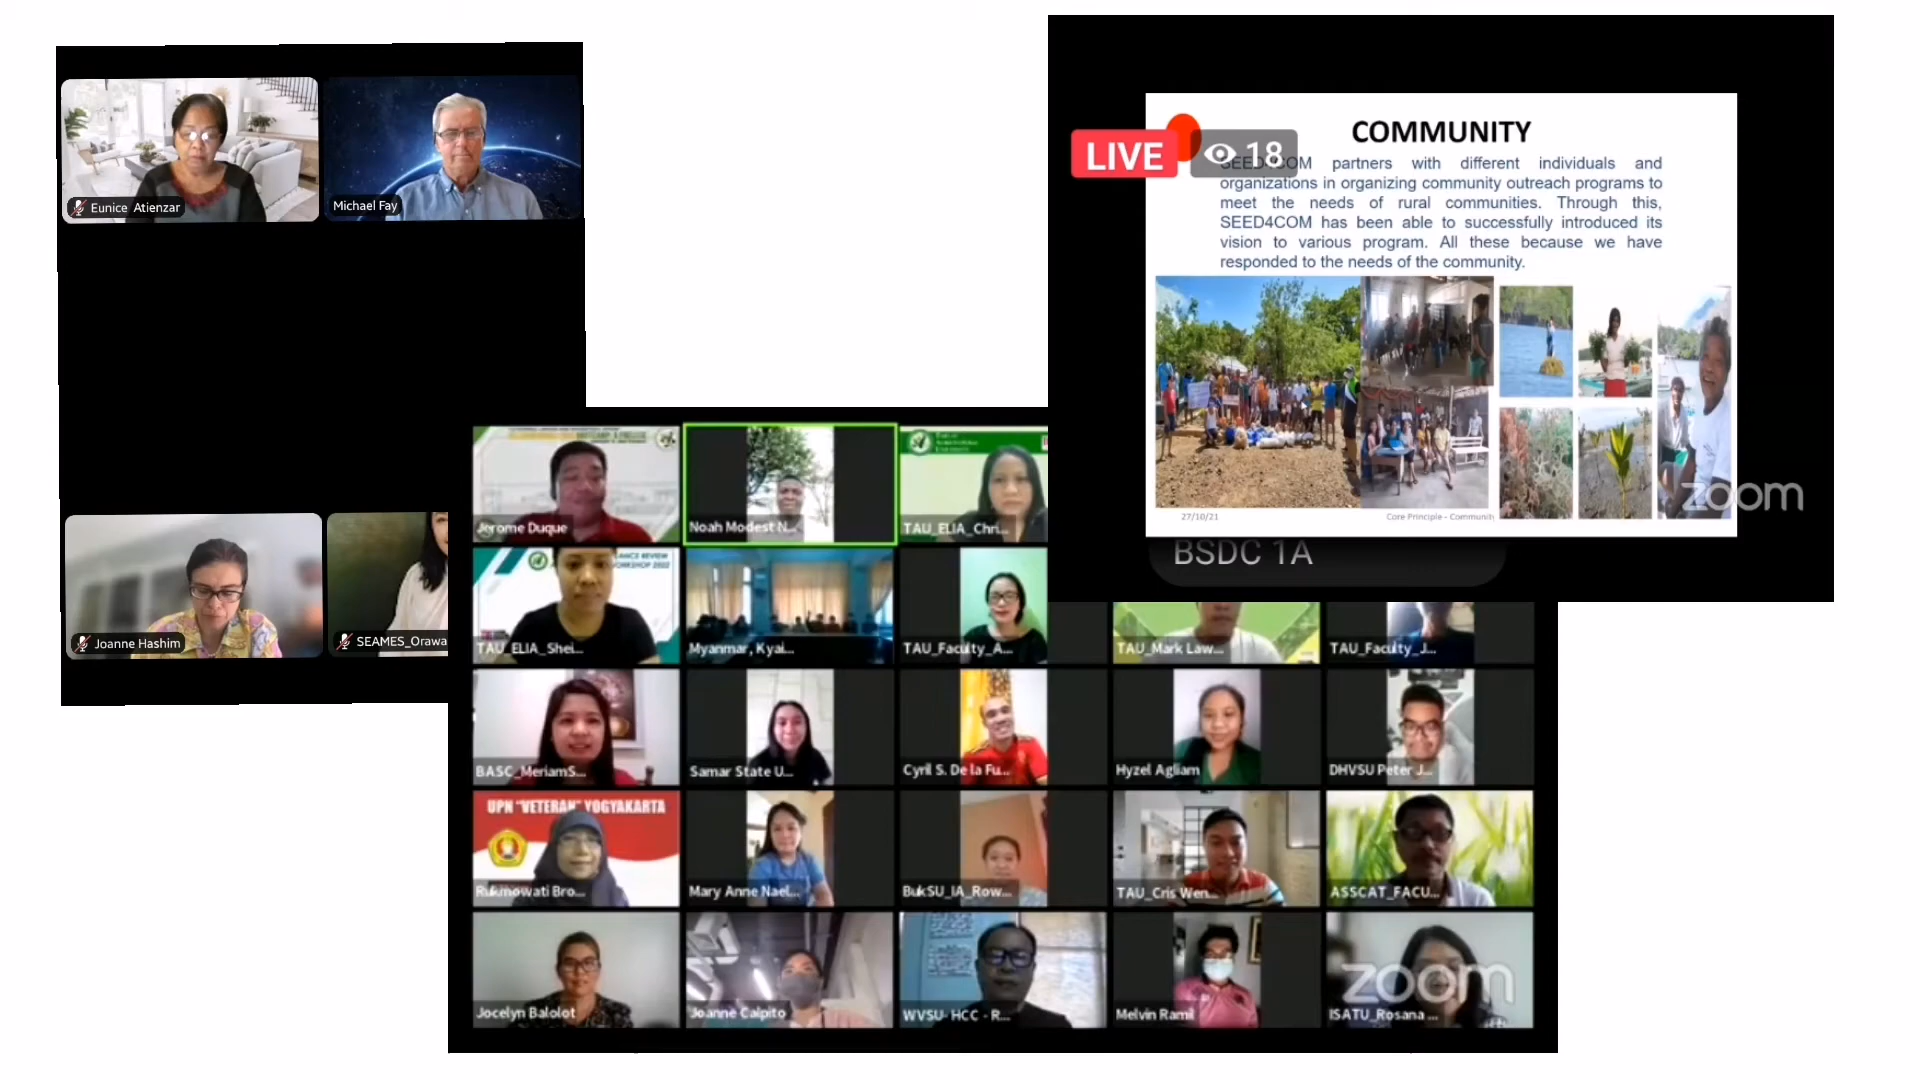 Eunice Atienzar
Michael Fay
Joanne Hashim
SEAMES_Orawa
LIVE
18
COMMUNITY
SEED4COM partners with different individuals and
organizations in organizing community outreach programs to
meet the needs of rural communities. Through this,
SEED4COM has been able to successfully introduced its
vision to various program. All these because we have
responded to the needs of the community.
27/10/21
Core Principle - Community
zoom
BSDC 1A
Jerome Duque
Noah Modest N...
TAU_ELIA_Chri...
WORKSHOP 2022
TAU_ELIA_Shei...
Myanmar, Kyai...
TAU_Faculty_A...
TAU_Mark Law...
TAU_Faculty_J...
BASC_MeriamS...
Samar State U...
Cyril S. De la Fu...
Hyzel Agliam
DHVSU Peter J...
UPN "VETERAN" YOGYAKARTA
Rukmowati Bro...
Mary Anne Nael...
BukSU_IA_Row...
TAU_Cris Wen...
ASSCAT_FACU...
Jocelyn Balolot
Joanne Calpito
WVSU- HCC - R...
Melvin Ramil
ISATU_Rosana ...
zoom